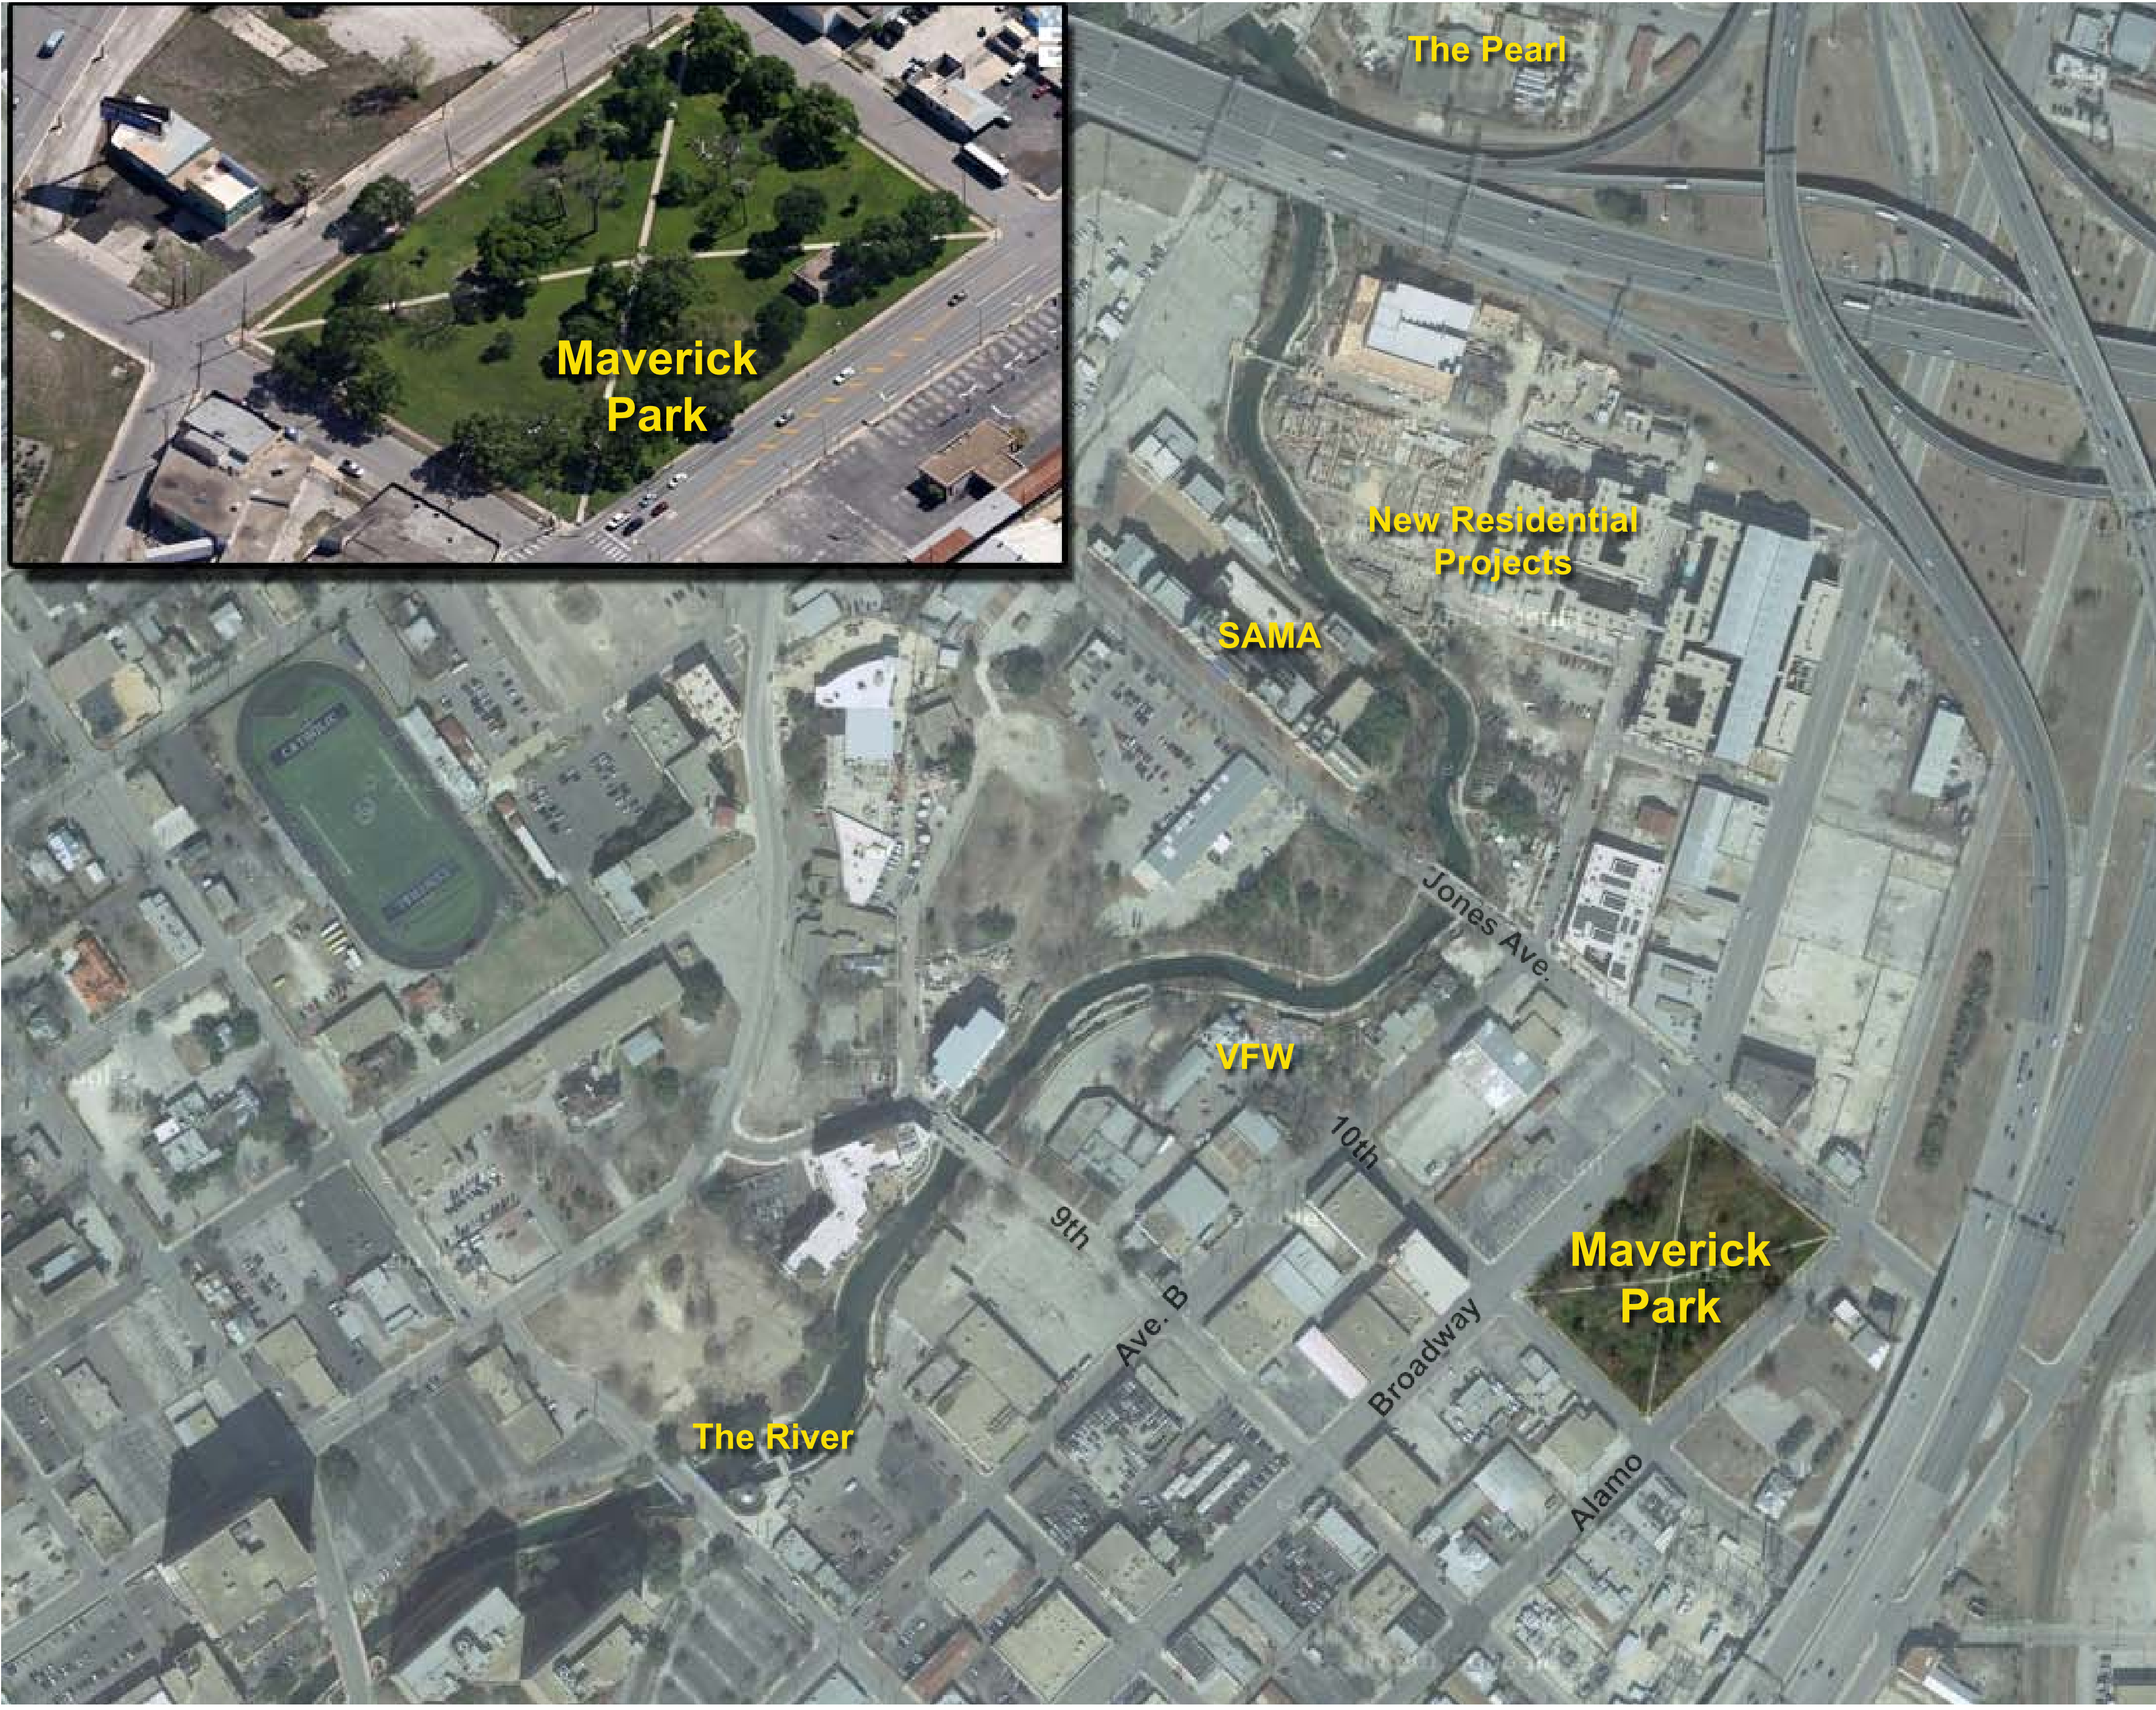 The Pearl
Maverick
Park
New Residential
Projects
SAMA
CATHOLIC
Jones Ave.
VFW
10th
9th
Maverick
Park
Ave. B
Broadway
The River
Alamo